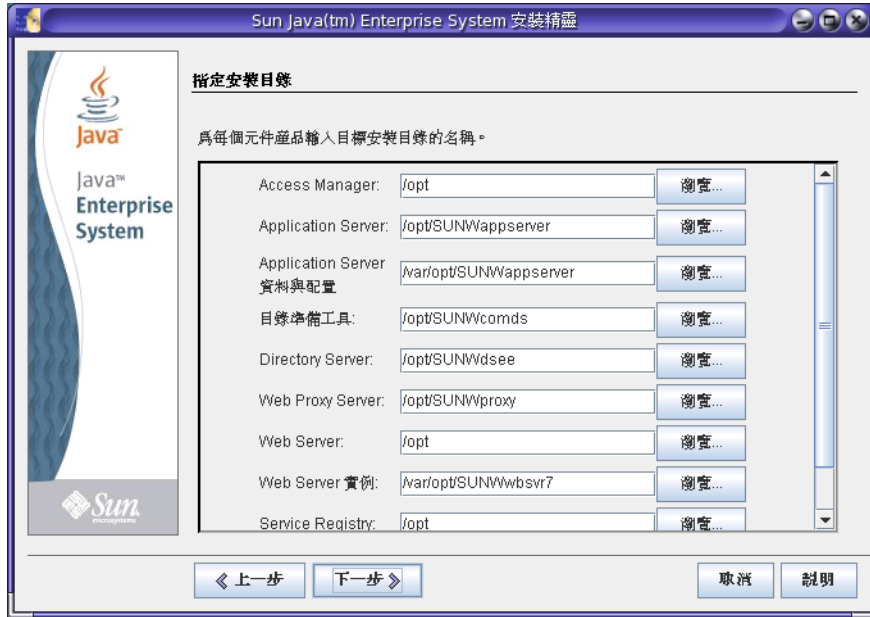 Sun Java(tm) Enterprise System 安裝精靈
Java™
Java™
Enterprise
System
Sun
microsystems
指定安裝目錄
為每個元件產品輸入目標安裝目錄的名稱。
Access Manager: /opt 瀏覽...
Application Server: /opt/SUNWappserver 瀏覽...
Application Server
資料與配置 /var/opt/SUNWappserver 瀏覽...
目錄準備工具: /opt/SUNWcomds 瀏覽...
Directory Server: /opt/SUNWdsee 瀏覽...
Web Proxy Server: /opt/SUNWproxy 瀏覽...
Web Server: /opt 瀏覽...
Web Server 實例: /var/opt/SUNWwbsvr7 瀏覽...
Service Registry: /opt 瀏覽...
上一步 下一步 取消 說明